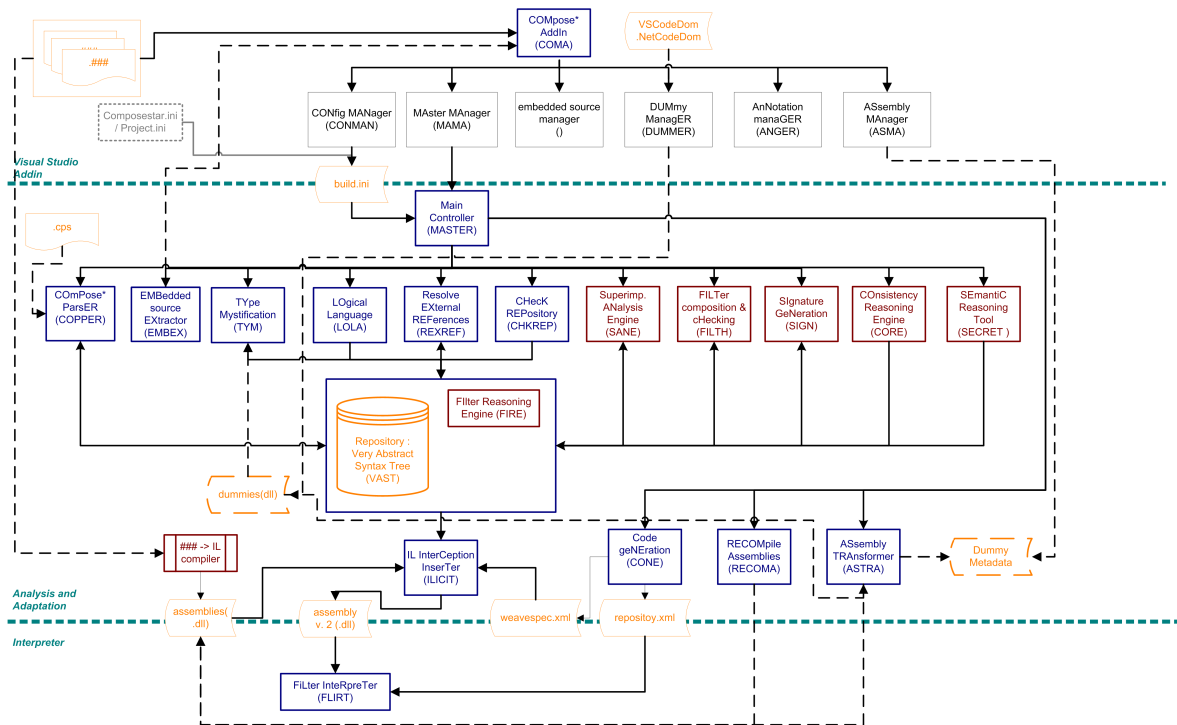 COMpose*
AddIn
(COMA)
VSCodeDom
.NetCodeDom
.###
Composestar.ini
/ Project.ini
CONfig MANager
(CONMAN)
MAster MAnager
(MAMA)
embedded source
manager
()
DUMmy
ManagER
(DUMMER)
AnNotation
manaGER
(ANGER)
ASsembly
MAnager
(ASMA)
Visual Studio
Addin
build.ini
Main
Controller
(MASTER)
.cps
COmPose*
ParsER
(COPPER)
EMBedded
source
EXtractor
(EMBEX)
TYpe
Mystification
(TYM)
LOgical
Language
(LOLA)
Resolve
EXternal
REFerences
(REXREF)
CHecK
REPository
(CHKREP)
Superimp.
ANalysis
Engine
(SANE)
FILTer
composition &
cHecking
(FILTH)
SIgnature
GeNeration
(SIGN)
COnsistency
Reasoning
Engine
(CORE)
SEmantiC
Reasoning
Tool
(SECRET )
FIlter Reasoning
Engine (FIRE)
Repository :
Very Abstract
Syntax Tree
(VAST)
dummies(dll)
### -> IL
compiler
IL InterCeption
InserTer
(ILICIT)
Code
geNEration
(CONE)
RECOMpile
Assemblies
(RECOMA)
ASsembly
TRAnsformer
(ASTRA)
Dummy
Metadata
Analysis and
Adaptation
assemblies(
.dll)
assembly
v. 2 (.dll)
weavespec.xml
repositoy.xml
Interpreter
FiLter InteRpreTer
(FLIRT)